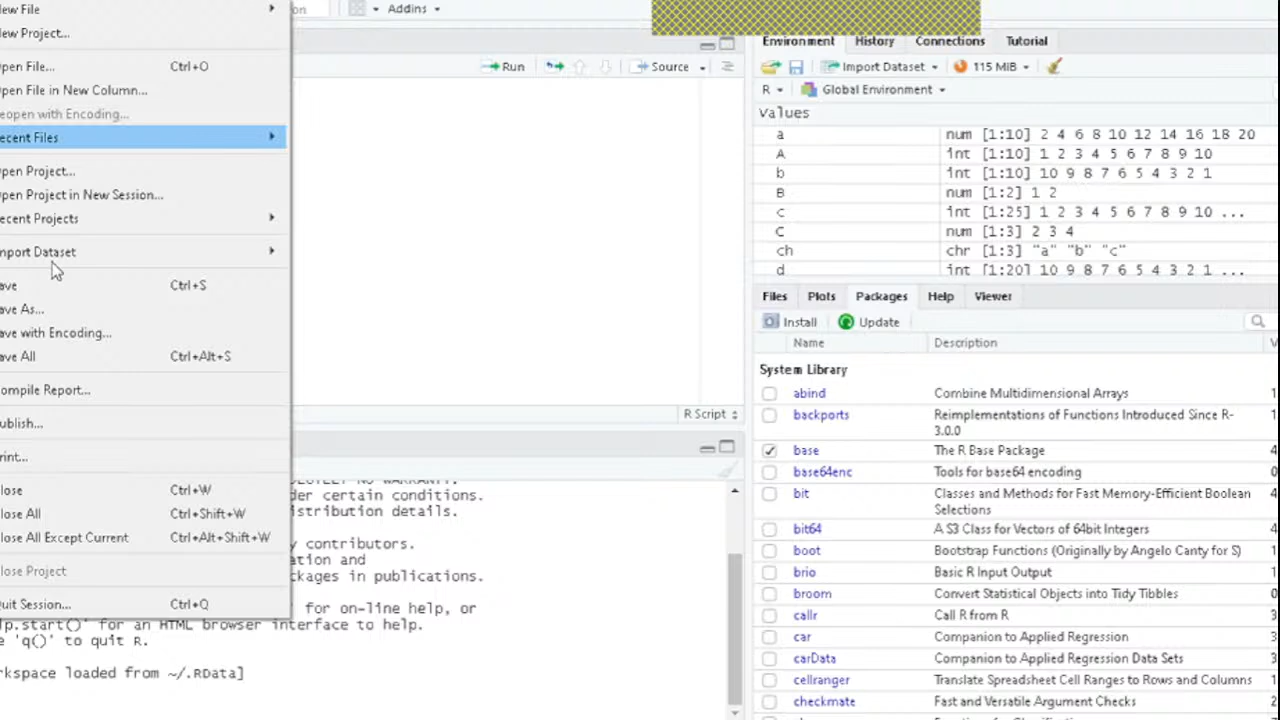 ew File
Addins
ew Project...
pen File... Ctrl+O
pen File in New Column...
eopen with Encoding...
ecent Files
pen Project...
pen Project in New Session...
ecent Projects
mport Dataset
ave Ctrl+S
ave As...
ave with Encoding...
ave All Ctrl+Alt+S
ompile Report...
ublish...
rint...
lose Ctrl+W
lose All Ctrl+Shift+W
lose All Except Current Ctrl+Alt+Shift+W
lose Project
uit Session... Ctrl+Q
Run Source
R Script
der certain conditions.
istribution details.
y contributors.
ation and
ckages in publications.
for on-line help, or
lp.start()' for an HTML browser interface to help.
e 'q()' to quit R.
rkspace loaded from ~/.RData]
Environment History Connections Tutorial
Import Dataset 115 MiB
R Global Environment
Values
a num [1:10] 2 4 6 8 10 12 14 16 18 20
A int [1:10] 1 2 3 4 5 6 7 8 9 10
b int [1:10] 10 9 8 7 6 5 4 3 2 1
B num [1:2] 1 2
c int [1:25] 1 2 3 4 5 6 7 8 9 10 ...
C num [1:3] 2 3 4
ch chr [1:3] "a" "b" "c"
d int [1:20] 10 9 8 7 6 5 4 3 2 1 ...
Files Plots Packages Help Viewer
Install Update
Name Description V
System Library
abind Combine Multidimensional Arrays 1
backports Reimplementations of Functions Introduced Since R- 1
3.0.0
base The R Base Package 4
base64enc Tools for base64 encoding 0
bit Classes and Methods for Fast Memory-Efficient Boolean 4
Selections
bit64 A S3 Class for Vectors of 64bit Integers 4
boot Bootstrap Functions (Originally by Angelo Canty for S) 1
brio Basic R Input Output 1
broom Convert Statistical Objects into Tidy Tibbles 0
callr Call R from R 3
car Companion to Applied Regression 3
carData Companion to Applied Regression Data Sets 3
cellranger Translate Spreadsheet Cell Ranges to Rows and Columns 1
checkmate Fast and Versatile Argument Checks 2